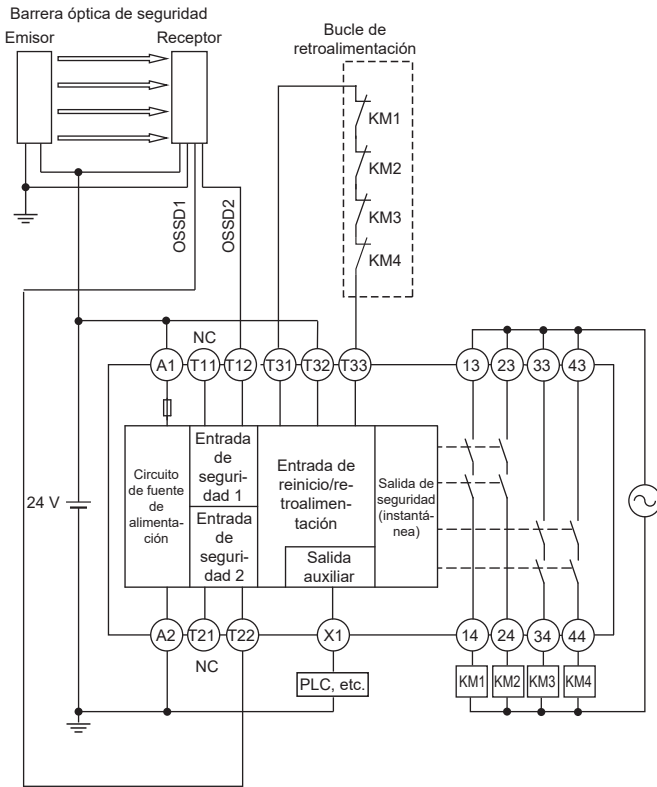 Barrera óptica de seguridad
Emisor
Receptor
Bucle de
retroalimentación
KM1
KM2
KM3
KM4
OSSD1
OSSD2
NC
A1
T11
T12
T31
T32
T33
13
23
33
43
24 V
Circuito
de fuente
de
alimenta-
ción
Entrada
de
seguri-
dad 1
Entrada
de
seguri-
dad 2
Entrada de
reinicio/re-
troalimen-
tación
Salida
auxiliar
Salida de
seguridad
(instantá-
nea)
A2
T21
T22
X1
14
24
34
44
NC
PLC, etc.
KM1
KM2
KM3
KM4